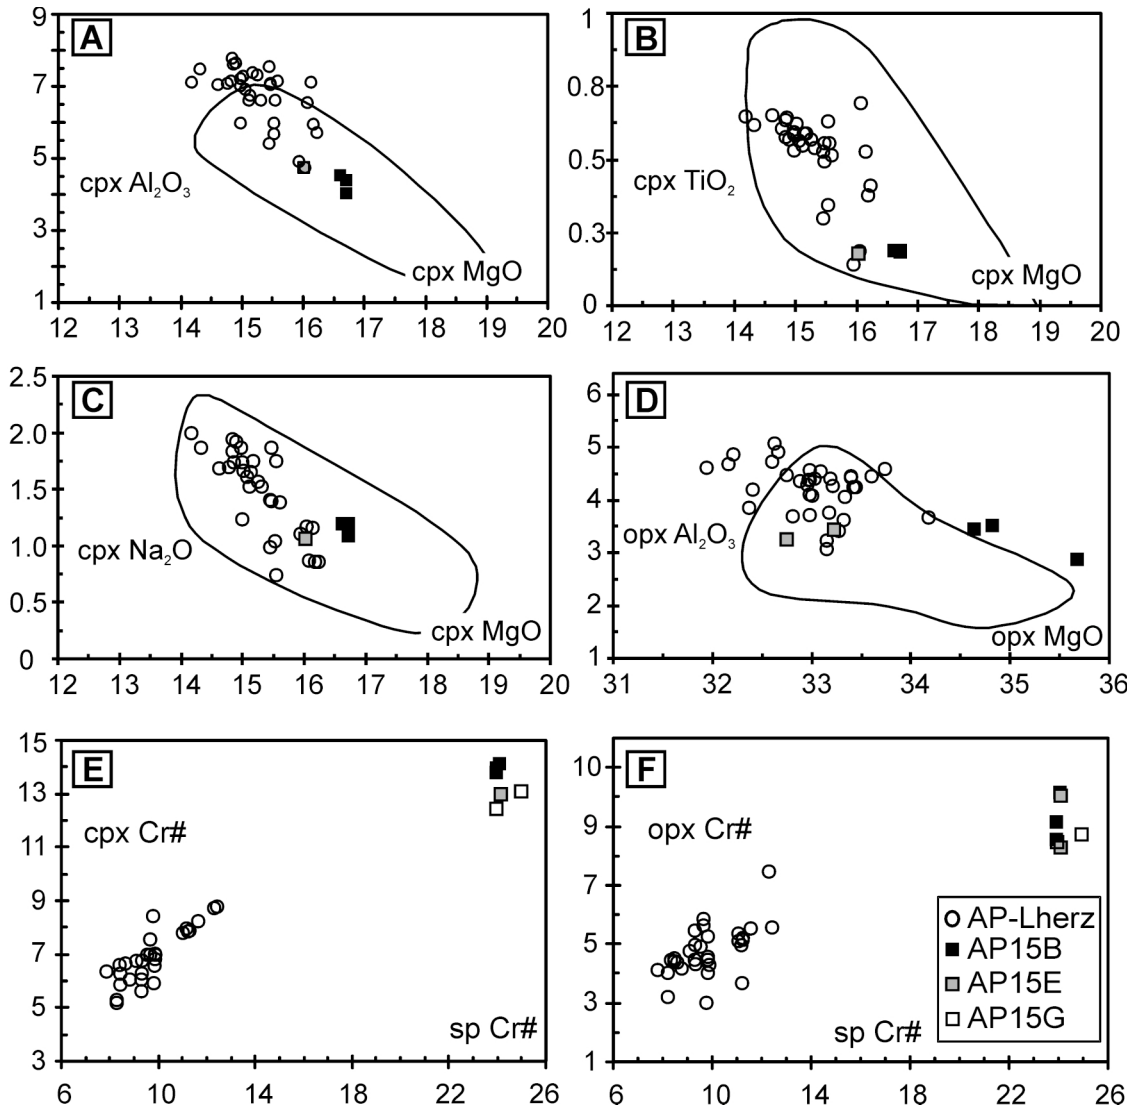 A
9
7
5
3
1
cpx Al₂O₃
cpx MgO
12 13 14 15 16 17 18 19 20
B
1
0.8
0.5
0.3
0
cpx TiO₂
cpx MgO
12 13 14 15 16 17 18 19 20
C
2.5
2.0
1.5
1.0
0.5
0
cpx Na₂O
cpx MgO
12 13 14 15 16 17 18 19 20
D
6
5
4
3
2
1
opx Al₂O₃
opx MgO
31 32 33 34 35 36
E
15
13
11
9
7
5
3
cpx Cr#
sp Cr#
6 10 14 18 22 26
F
10
9
7
5
3
1
opx Cr#
sp Cr#
AP-Lherz
AP15B
AP15E
AP15G
6 10 14 18 22 26